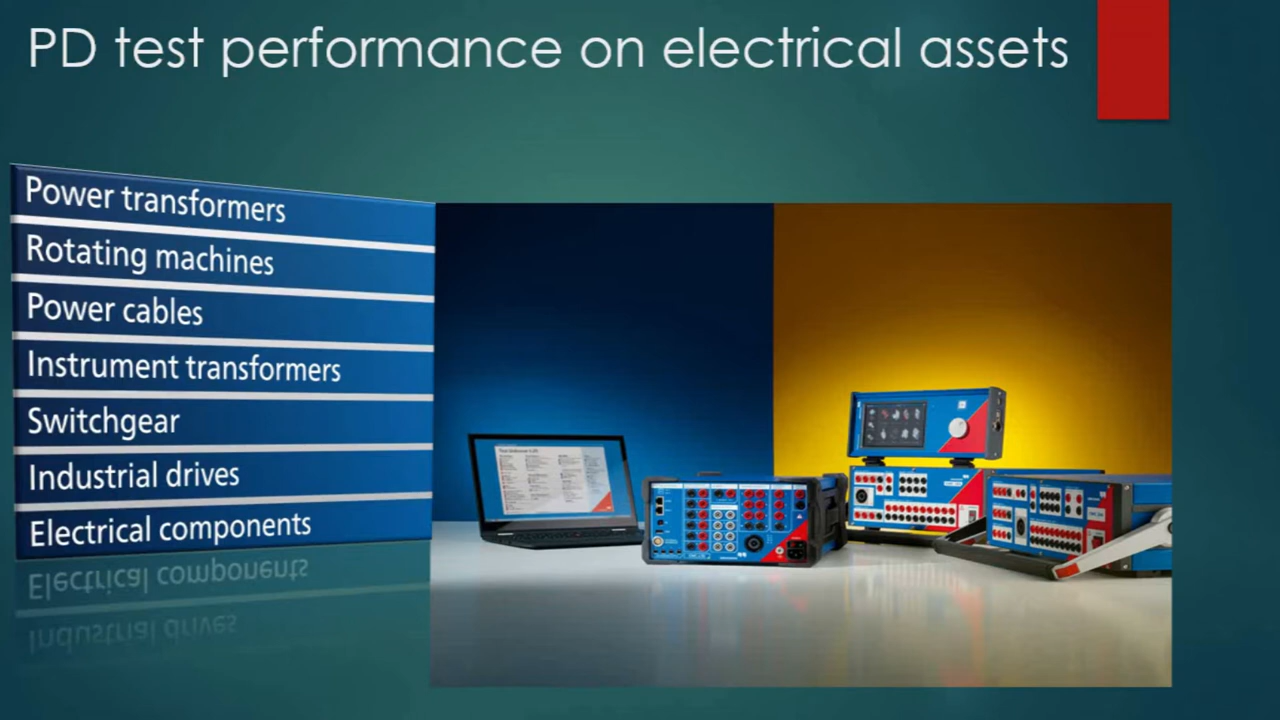 PD test performance on electrical assets
Power transformers
Rotating machines
Power cables
Instrument transformers
Switchgear
Industrial drives
Electrical components